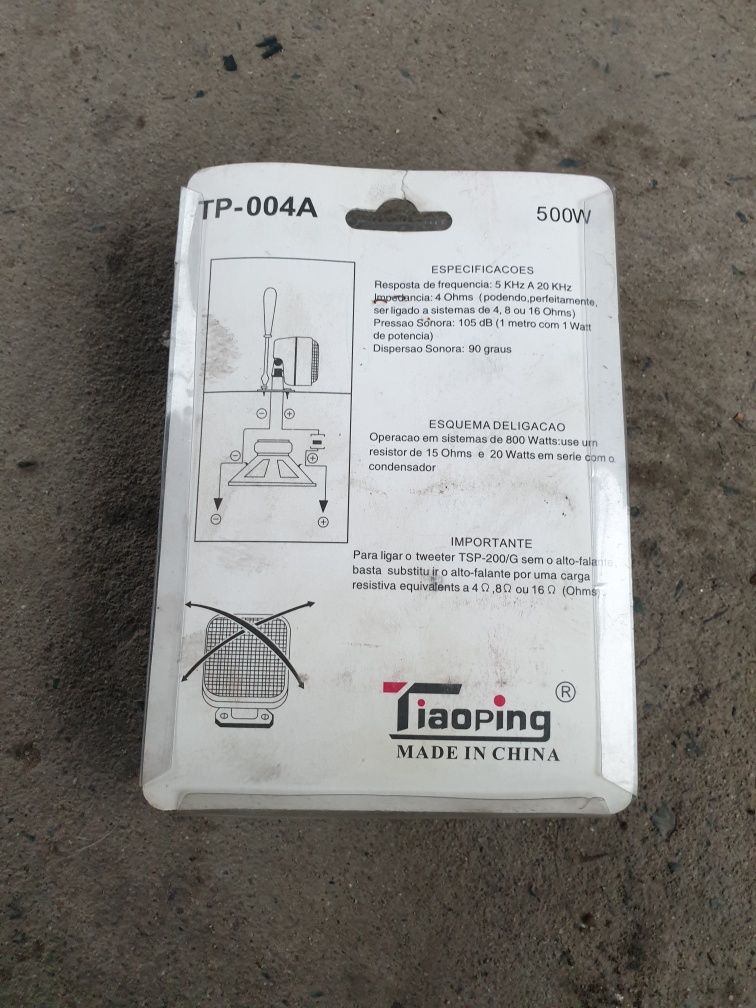 TP-004A
500W
ESPECIFICACOES
Resposta de frequencia: 5 KHz A 20 KHz
Impedancia: 4 Ohms (podendo,perfeitamente,
ser ligado a sistemas de 4, 8 ou 16 Ohms)
Pressao Sonora: 105 dB (1 metro com 1 Watt
de potencia)
Dispersao Sonora: 90 graus
ESQUEMA DELIGACAO
Operacao em sistemas de 800 Watts:use um
resistor de 15 Ohms e 20 Watts em serie com o
condensador
IMPORTANTE
Para ligar o tweeter TSP-200/G sem o alto-falante
basta substitu ir o alto-falante por uma carga
resistiva equivalents a 4 Ω ,8Ω ou 16 Ω (Ohms)
Tiaoping ®
MADE IN CHINA